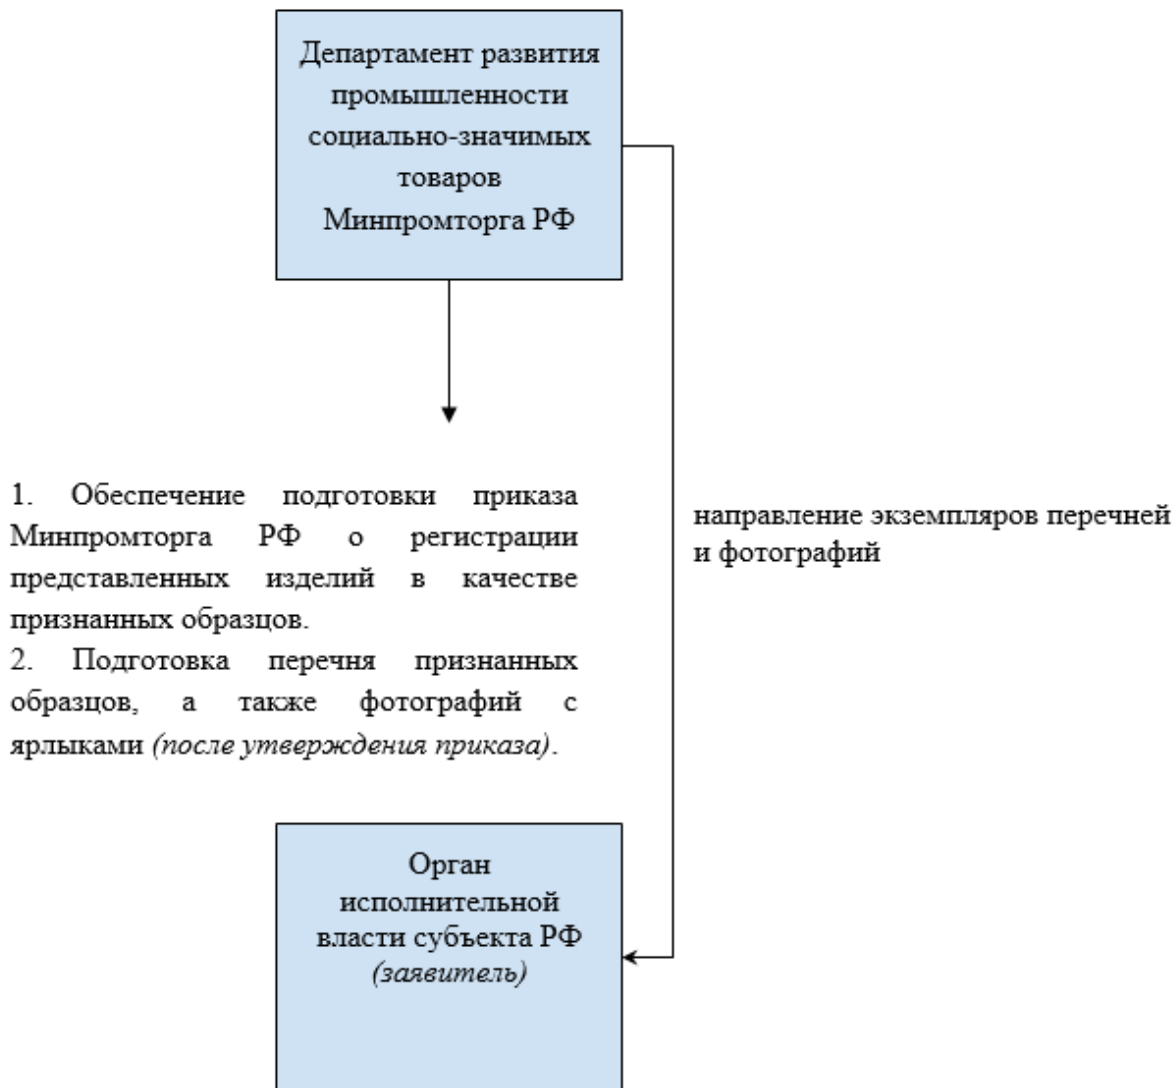 Департамент развития
промышленности
социально-значимых
товаров
Минпромторга РФ
1. Обеспечение подготовки приказа
Минпромторга РФ о регистрации
представленных изделий в качестве
признанных образцов.
2. Подготовка перечня признанных
образцов, а также фотографий с
ярлыками (после утверждения приказа).
направление экземпляров перечней
и фотографий
Орган
исполнительной
власти субъекта РФ
(заявитель)